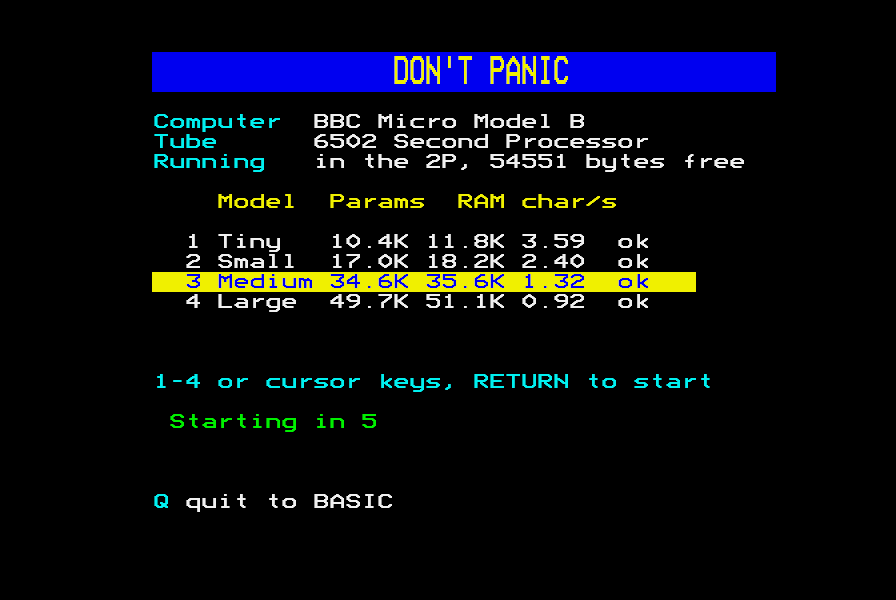 DON'T PANIC
Computer BBC Micro Model B
Tube 6502 Second Processor
Running in the 2P, 54551 bytes free
Model Params RAM char/s
1 Tiny 10.4K 11.8K 3.59 ok
2 Small 17.0K 18.2K 2.40 ok
3 Medium 34.6K 35.6K 1.32 ok
4 Large 49.7K 51.1K 0.92 ok
1-4 or cursor keys, RETURN to start
Starting in 5
Q quit to BASIC